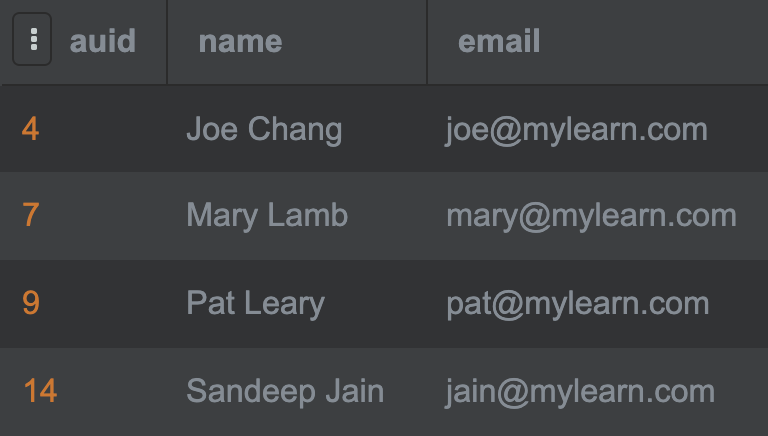 auid name email
4 Joe Chang joe@mylearn.com
7 Mary Lamb mary@mylearn.com
9 Pat Leary pat@mylearn.com
14 Sandeep Jain jain@mylearn.com